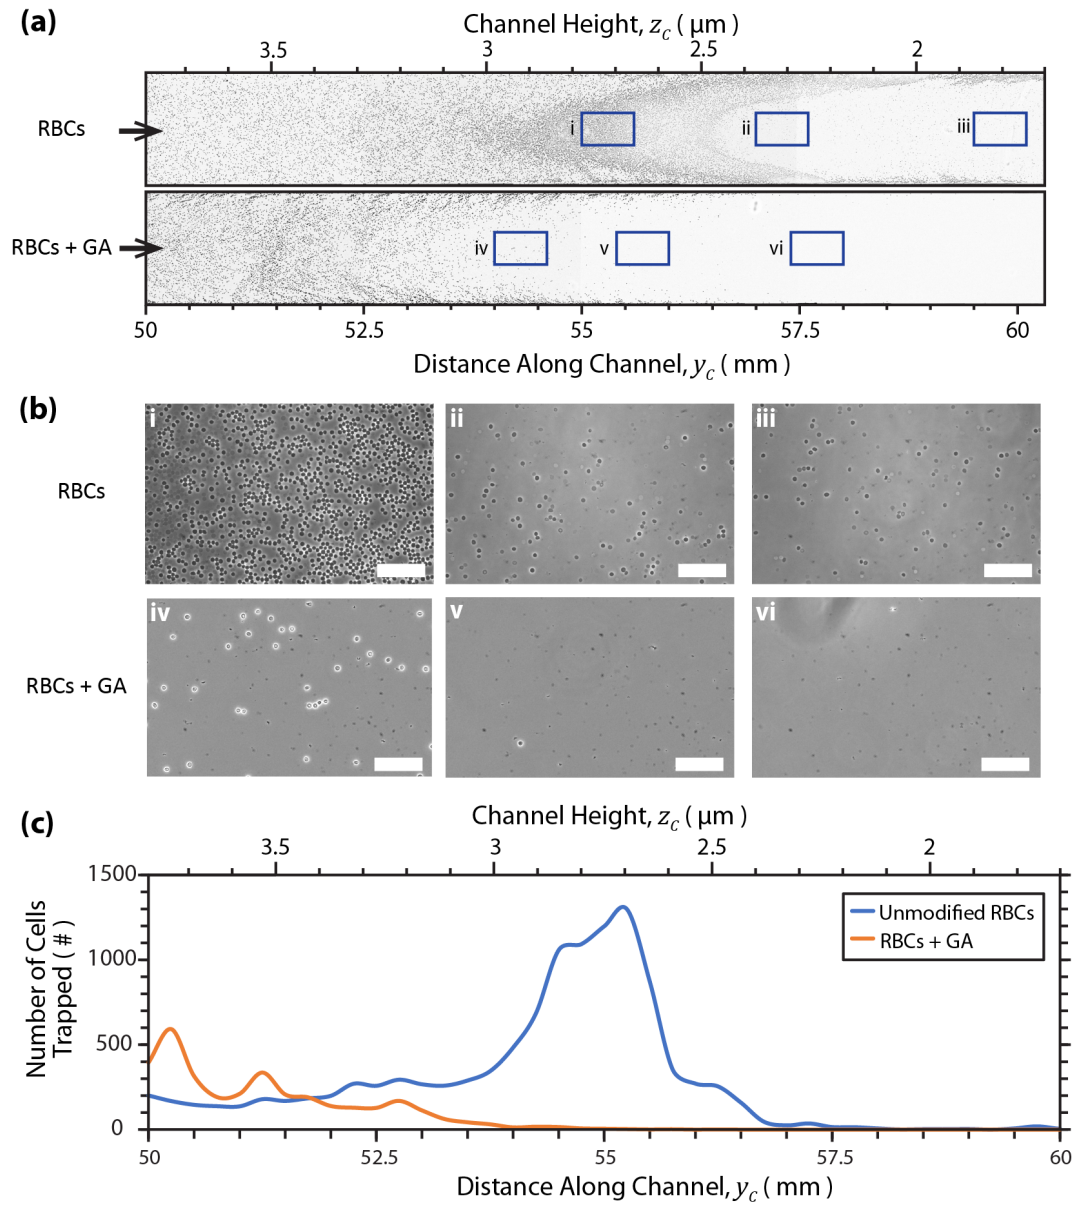 (a)
Channel Height, z_C ( µm )
3.5 3 2.5 2
RBCs
i ii iii
RBCs + GA
iv v vi
50 52.5 55 57.5 60
Distance Along Channel, y_C ( mm )
(b)
i ii iii
RBCs
iv v vi
RBCs + GA
(c)
Channel Height, z_C ( µm )
3.5 3 2.5 2
Number of Cells
Trapped ( # )
1500
1000
500
0
Unmodified RBCs
RBCs + GA
50 52.5 55 57.5 60
Distance Along Channel, y_C ( mm )